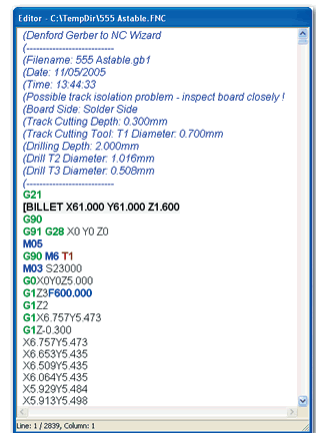 Editor - C:\TempDir\555 Astable.FNC
(Denford Gerber to NC Wizard
(---------------------------
(Filename: 555 Astable.gb1
(Date: 11/05/2005
(Time: 13:44:33
(Possible track isolation problem - inspect board closely !
(Board Side: Solder Side
(Track Cutting Depth: 0.300mm
(Track Cutting Tool: T1 Diameter: 0.700mm
(Drilling Depth: 2.000mm
(Drill T2 Diameter: 1.016mm
(Drill T3 Diameter: 0.508mm
(---------------------------
G21
[BILLET X61.000 Y61.000 Z1.600
G90
G91 G28 X0 Y0 Z0
M05
G90 M6 T1
M03 S23000
G0X0Y0Z5.000
G1Z3F600.000
G1Z2
G1X6.757Y5.473
G1Z-0.300
X6.757Y5.473
X6.653Y5.435
X6.509Y5.435
X6.064Y5.435
X5.929Y5.484
X5.913Y5.498
Line: 1 / 2839, Column: 1